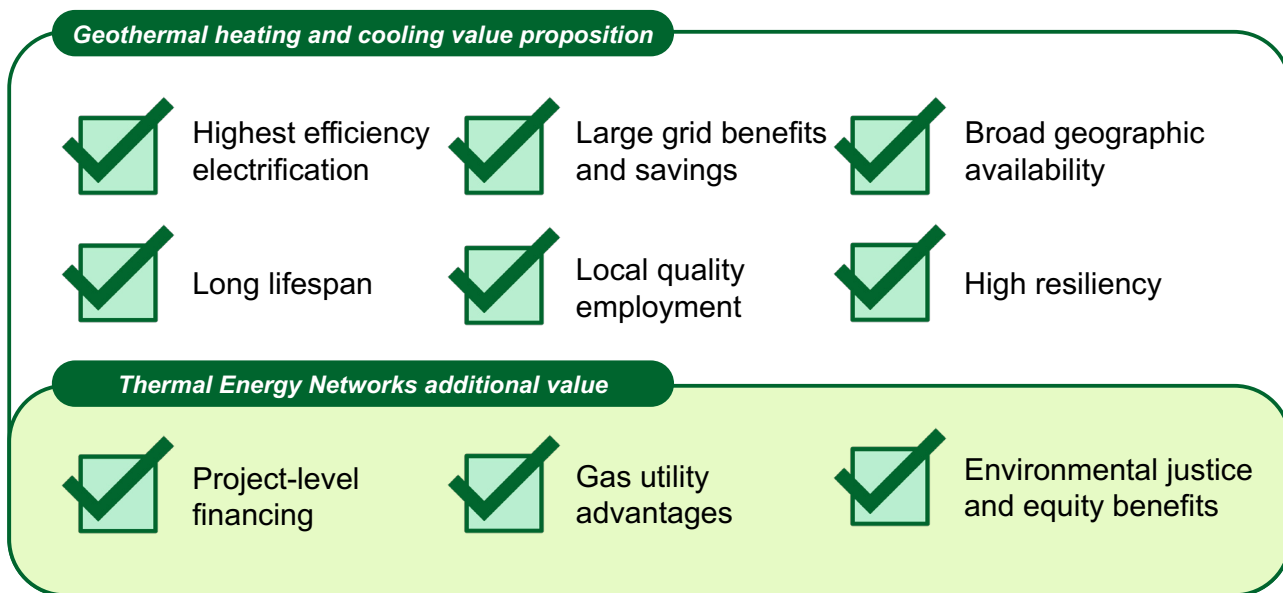 Geothermal heating and cooling value proposition
Highest efficiency
electrification
Large grid benefits
and savings
Broad geographic
availability
Long lifespan
Local quality
employment
High resiliency
Thermal Energy Networks additional value
Project-level
financing
Gas utility
advantages
Environmental justice
and equity benefits